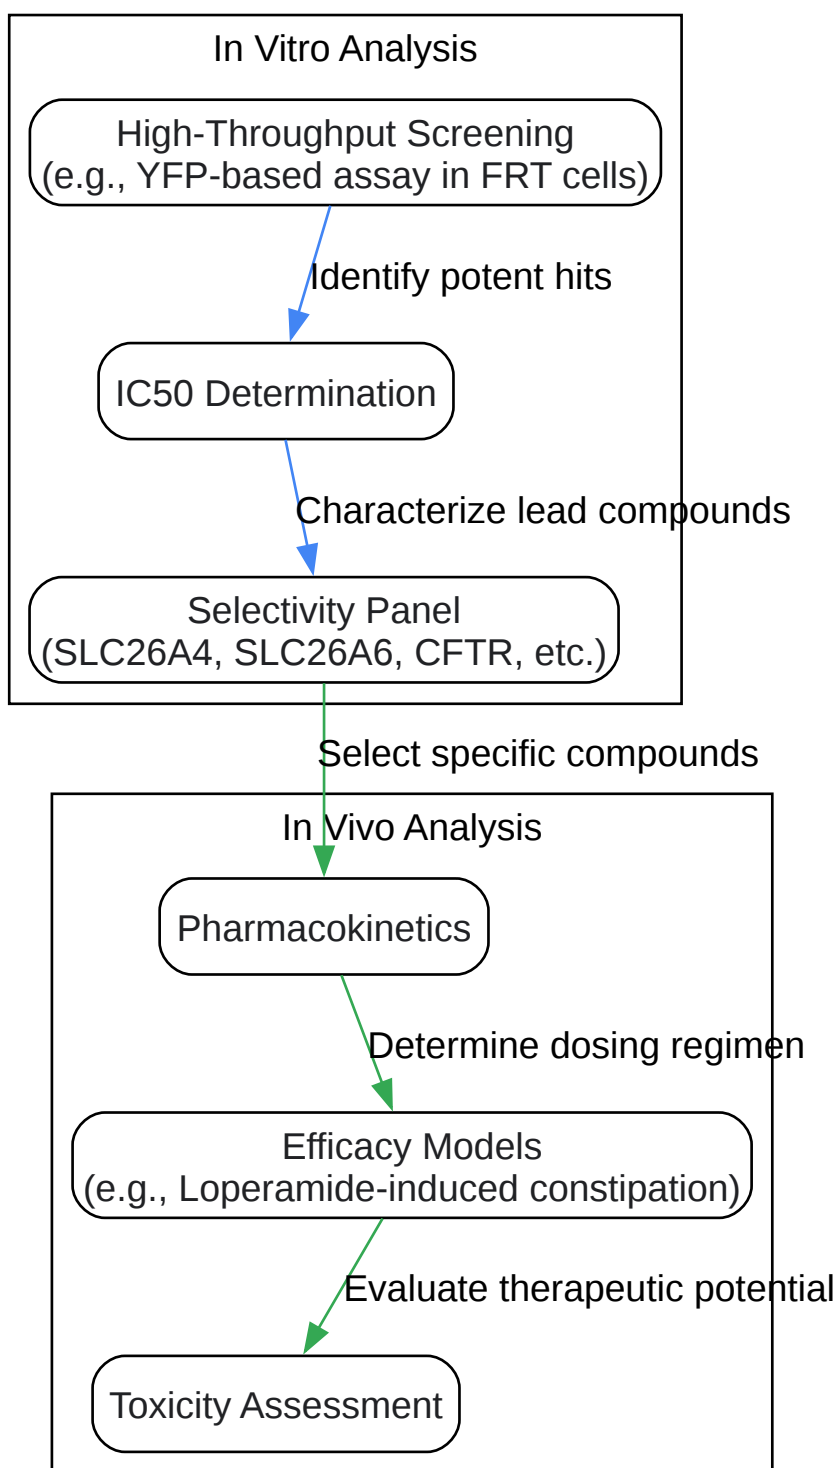 In Vitro Analysis
High-Throughput Screening
(e.g., YFP-based assay in FRT cells)
Identify potent hits
IC50 Determination
Characterize lead compounds
Selectivity Panel
(SLC26A4, SLC26A6, CFTR, etc.)
Select specific compounds
In Vivo Analysis
Pharmacokinetics
Determine dosing regimen
Efficacy Models
(e.g., Loperamide-induced constipation)
Evaluate therapeutic potential
Toxicity Assessment